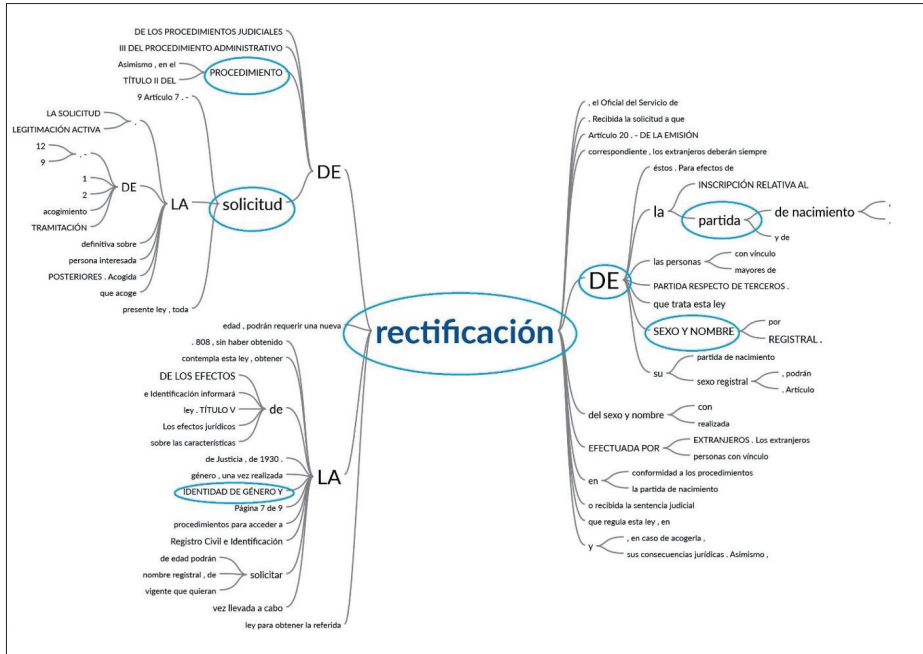 DE LOS PROCEDIMIENTOS JUDICIALES
III DEL PROCEDIMIENTO ADMINISTRATIVO
Asimismo , en el
TÍTULO II DEL
PROCEDIMIENTO
9 Artículo 7 . -
LA SOLICITUD
LEGITIMACIÓN ACTIVA
.
12
9
. -
1
2
acogimiento
TRAMITACIÓN
DE
definitiva sobre
persona interesada
POSTERIORES . Acogida
que acoge
LA
presente ley , toda
solicitud
DE
edad , podrán requerir una nueva
. 808 , sin haber obtenido
contempla esta ley , obtener
DE LOS EFECTOS
e Identificación informará
ley . TÍTULO V
Los efectos jurídicos
sobre las características
de
de Justicia , de 1930 .
género , una vez realizada
IDENTIDAD DE GÉNERO Y
Página 7 de 9
procedimientos para acceder a
Registro Civil e Identificación
de edad podrán
nombre registral , de
vigente que quieran
solicitar
vez llevada a cabo
LA
ley para obtener la referida
rectificación
, el Oficial del Servicio de
. Recibida la solicitud a que
Artículo 20 . - DE LA EMISIÓN
correspondiente , los extranjeros deberán siempre
DE
éstos . Para efectos de
la
INSCRIPCIÓN RELATIVA AL
partida
de nacimiento
,
.
y de
las personas
con vínculo
mayores de
PARTIDA RESPECTO DE TERCEROS .
que trata esta ley
SEXO Y NOMBRE
por
REGISTRAL .
su
partida de nacimiento
sexo registral
, podrán
. Artículo
del sexo y nombre
con
realizada
EFECTUADA POR
EXTRANJEROS . Los extranjeros
personas con vínculo
en
conformidad a los procedimientos
la partida de nacimiento
o recibida la sentencia judicial
que regula esta ley , en
y
, en caso de acogerla ,
sus consecuencias jurídicas . Asimismo ,